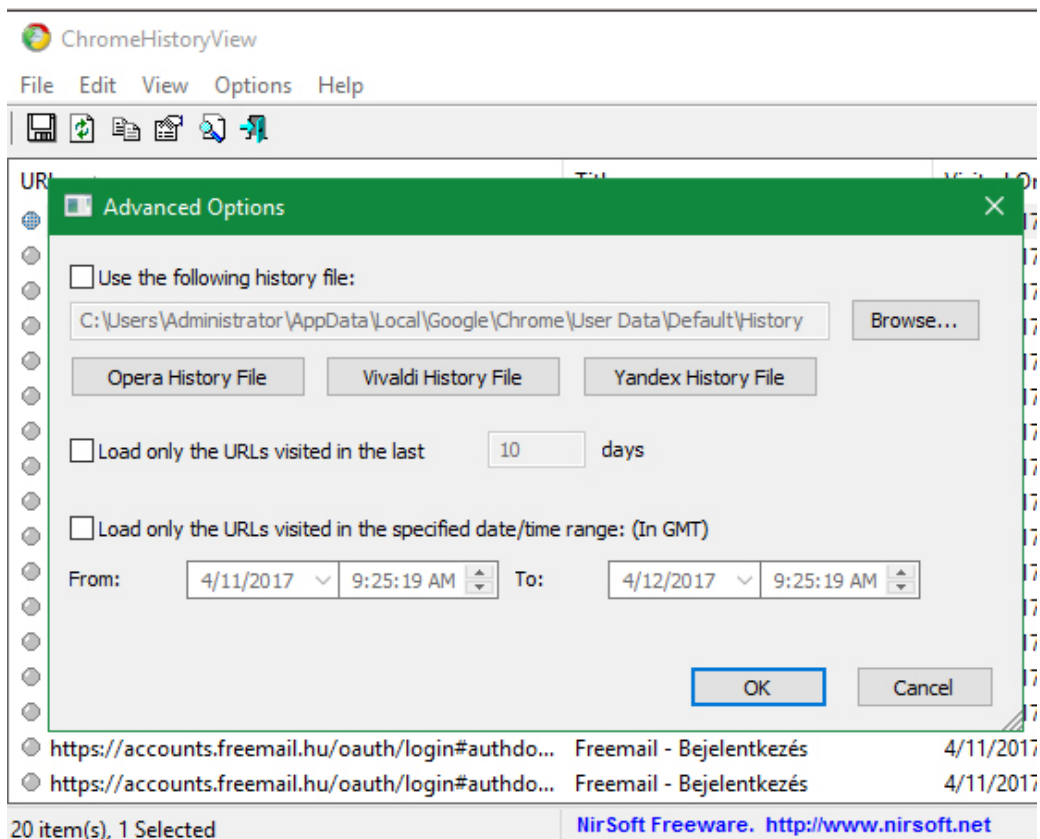 ChromeHistoryView
File Edit View Options Help
Advanced Options
Use the following history file:
C:\Users\Administrator\AppData\Local\Google\Chrome\User Data\Default\History Browse...
Opera History File Vivaldi History File Yandex History File
Load only the URLs visited in the last 10 days
Load only the URLs visited in the specified date/time range: (In GMT)
From: 4/11/2017 9:25:19 AM To: 4/12/2017 9:25:19 AM
OK Cancel
https://accounts.freemail.hu/oauth/login#authdo... Freemail - Bejelentkezés 4/11/2017
https://accounts.freemail.hu/oauth/login#authdo... Freemail - Bejelentkezés 4/11/2017
20 item(s), 1 Selected NirSoft Freeware. http://www.nirsoft.net